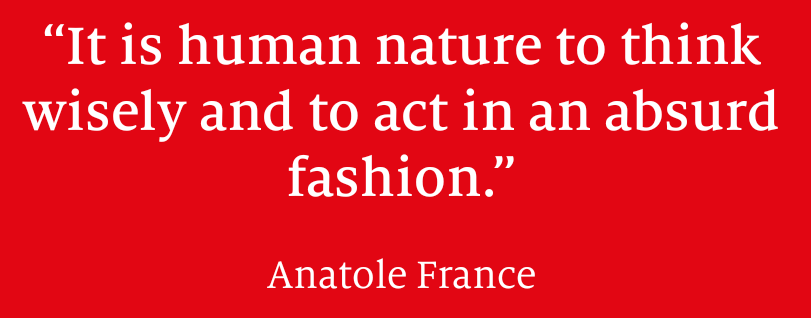 “It is human nature to think
wisely and to act in an absurd
fashion.”
Anatole France